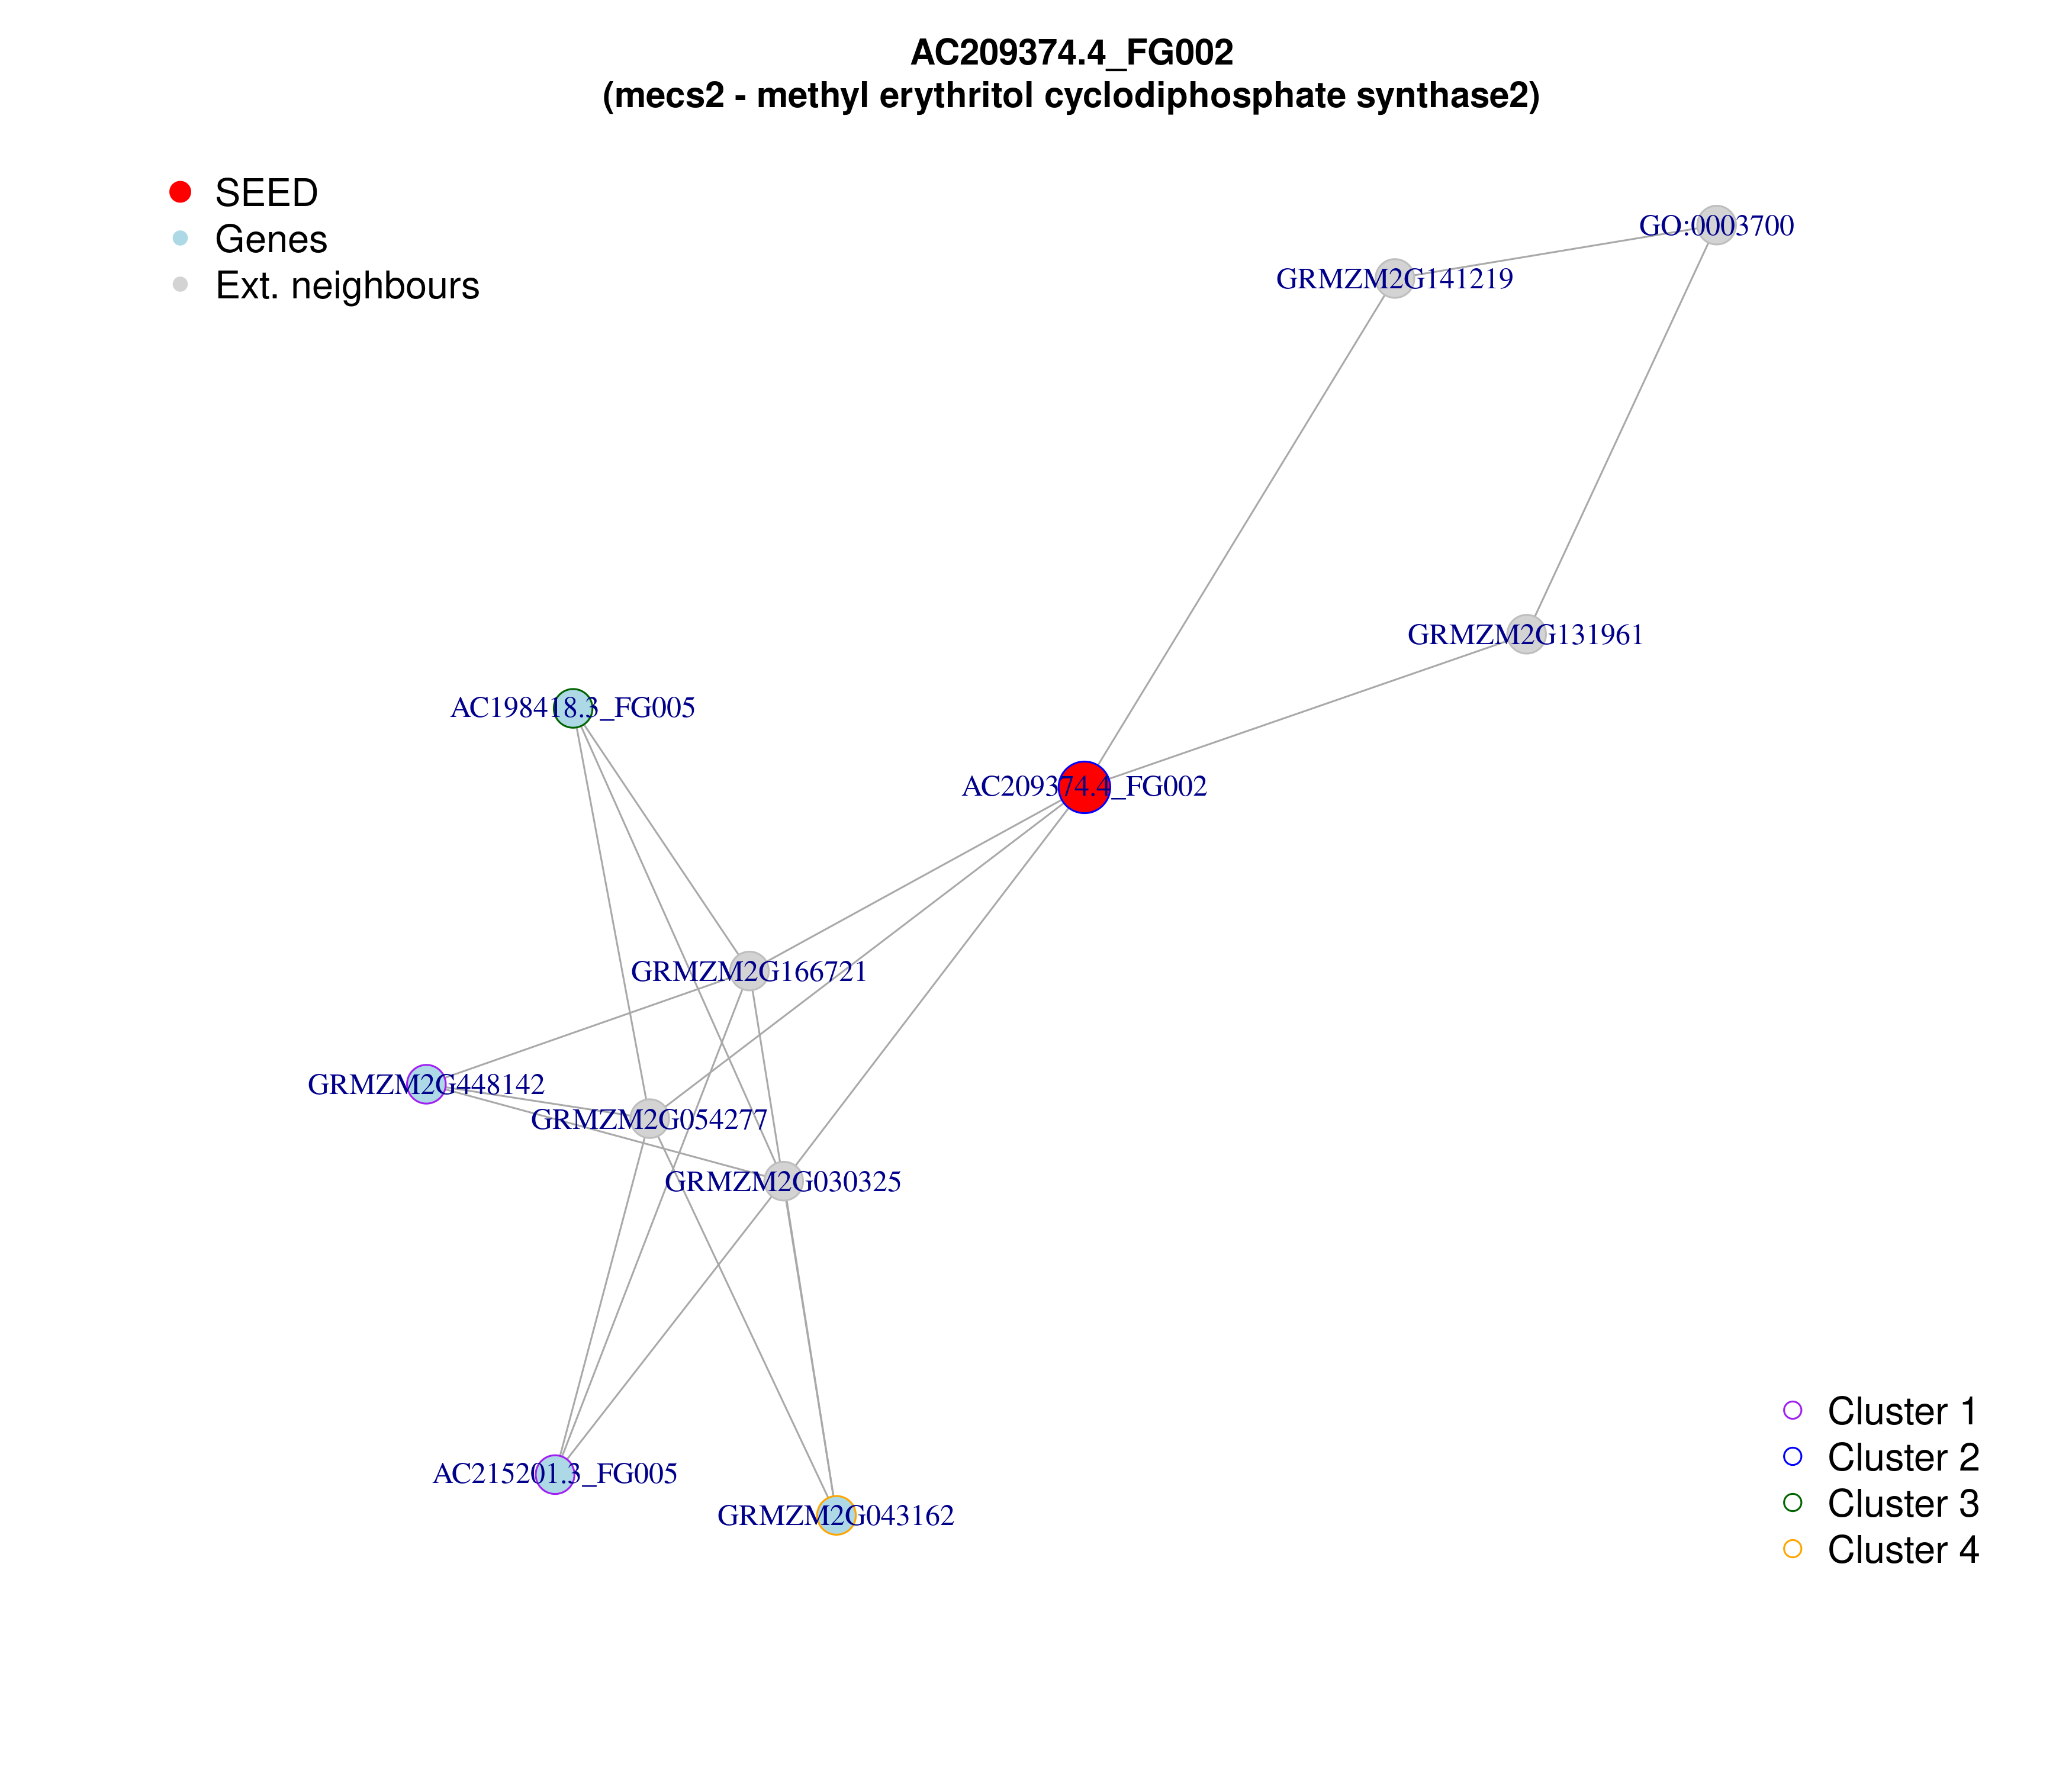 AC209374.4_FG002
(mecs2 - methyl erythritol cyclodiphosphate synthase2)
SEED
Genes
Ext. neighbours
GO:0003700
GRMZM2G141219
GRMZM2G131961
AC198418.3_FG005
AC209374.4_FG002
GRMZM2G166721
GRMZM2G448142
GRMZM2G054277
GRMZM2G030325
AC215201.3_FG005
GRMZM2G043162
Cluster 1
Cluster 2
Cluster 3
Cluster 4